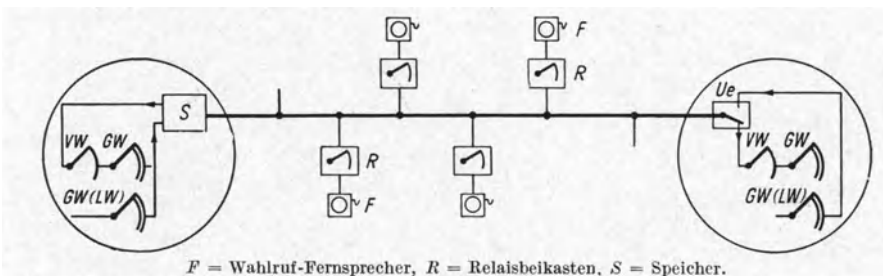 F
S
R
Ue
VW
GW
R
VW
GW
GW(LW)
F
GW(LW)
F = Wahlruf-Fernsprecher, R = Relaisbeikasten, S = Speicher.